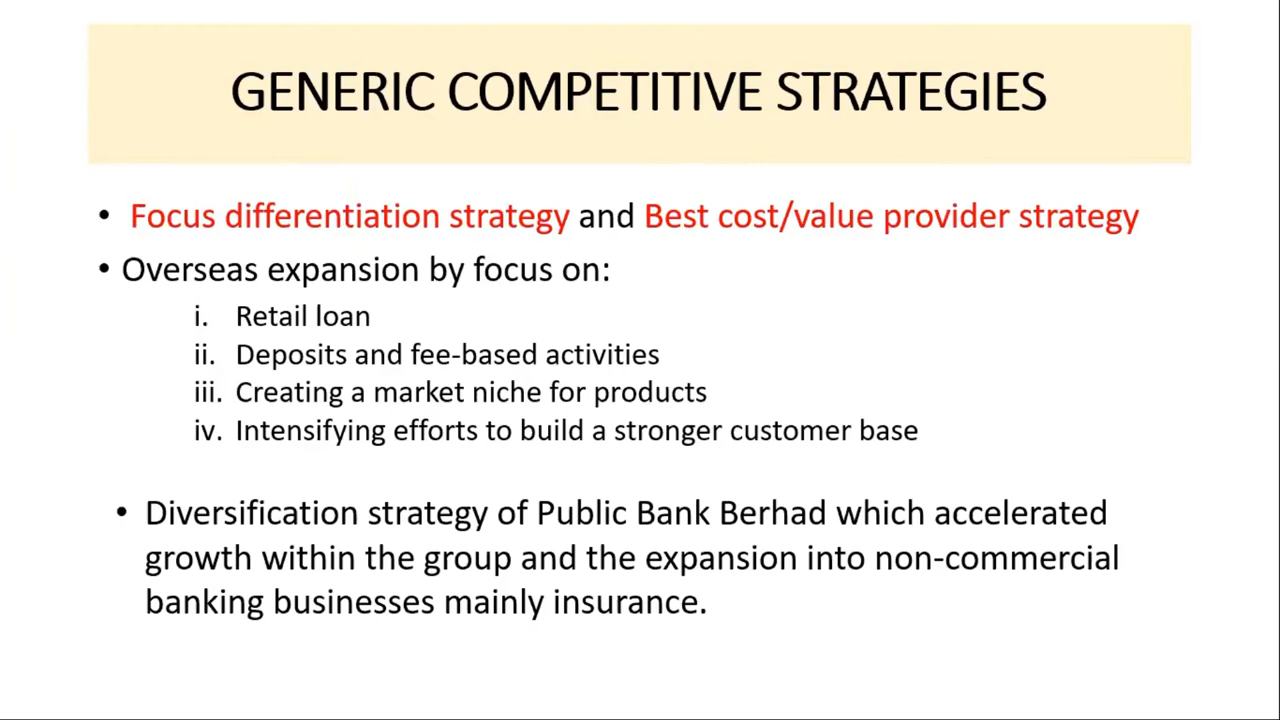 GENERIC COMPETITIVE STRATEGIES
• Focus differentiation strategy and Best cost/value provider strategy
• Overseas expansion by focus on:
i. Retail loan
ii. Deposits and fee-based activities
iii. Creating a market niche for products
iv. Intensifying efforts to build a stronger customer base
• Diversification strategy of Public Bank Berhad which accelerated
growth within the group and the expansion into non-commercial
banking businesses mainly insurance.